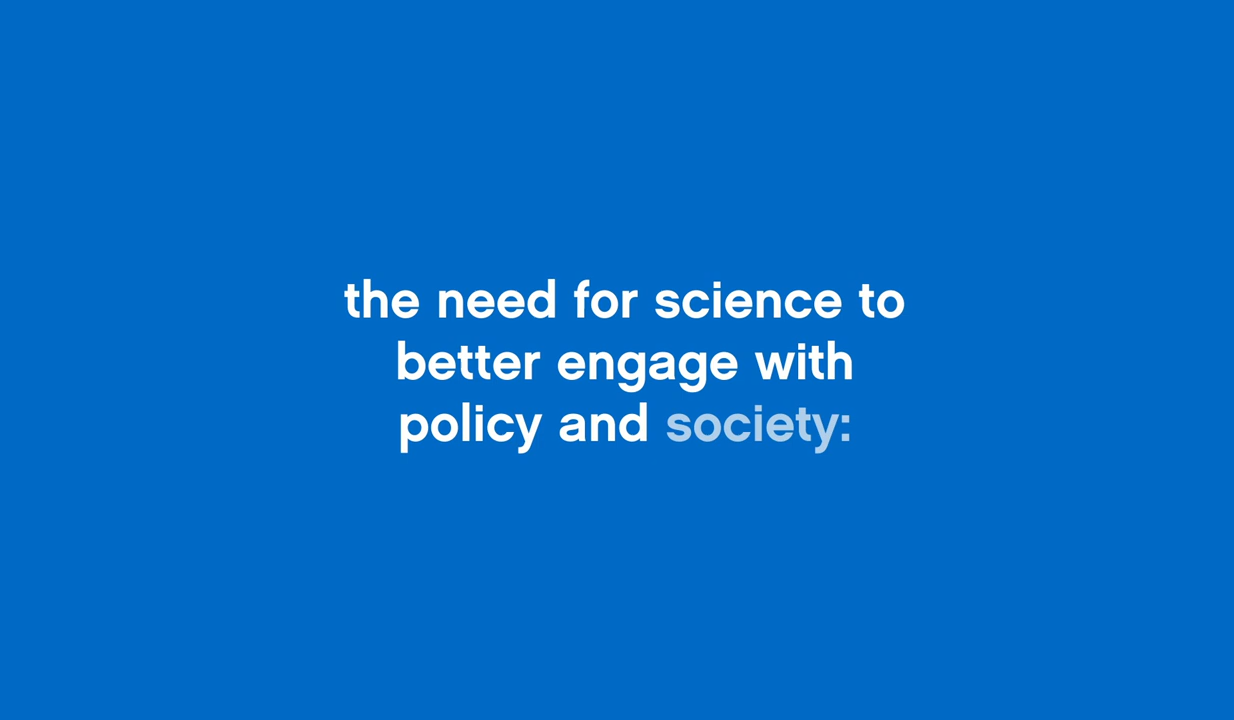 the need for science to
better engage with
policy and society: